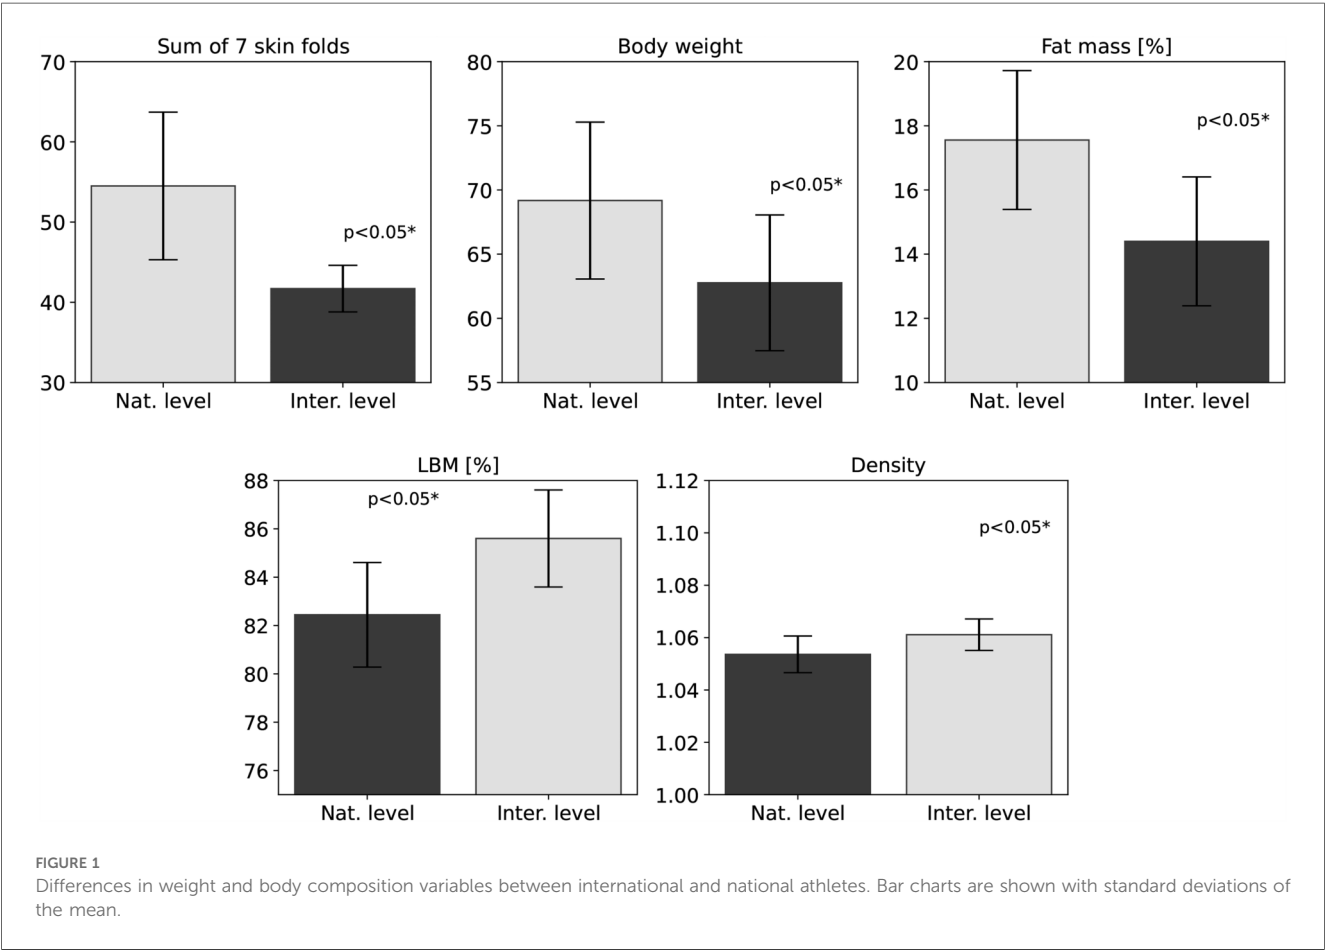 Sum of 7 skin folds
70
60
50
40
30
p<0.05*
Nat. level
Inter. level
Body weight
80
75
70
65
60
55
p<0.05*
Nat. level
Inter. level
Fat mass [%]
20
18
16
14
12
10
p<0.05*
Nat. level
Inter. level
LBM [%]
88
86
84
82
80
78
76
p<0.05*
Nat. level
Inter. level
Density
1.12
1.10
1.08
1.06
1.04
1.02
1.00
p<0.05*
Nat. level
Inter. level
FIGURE 1
Differences in weight and body composition variables between international and national athletes. Bar charts are shown with standard deviations of
the mean.